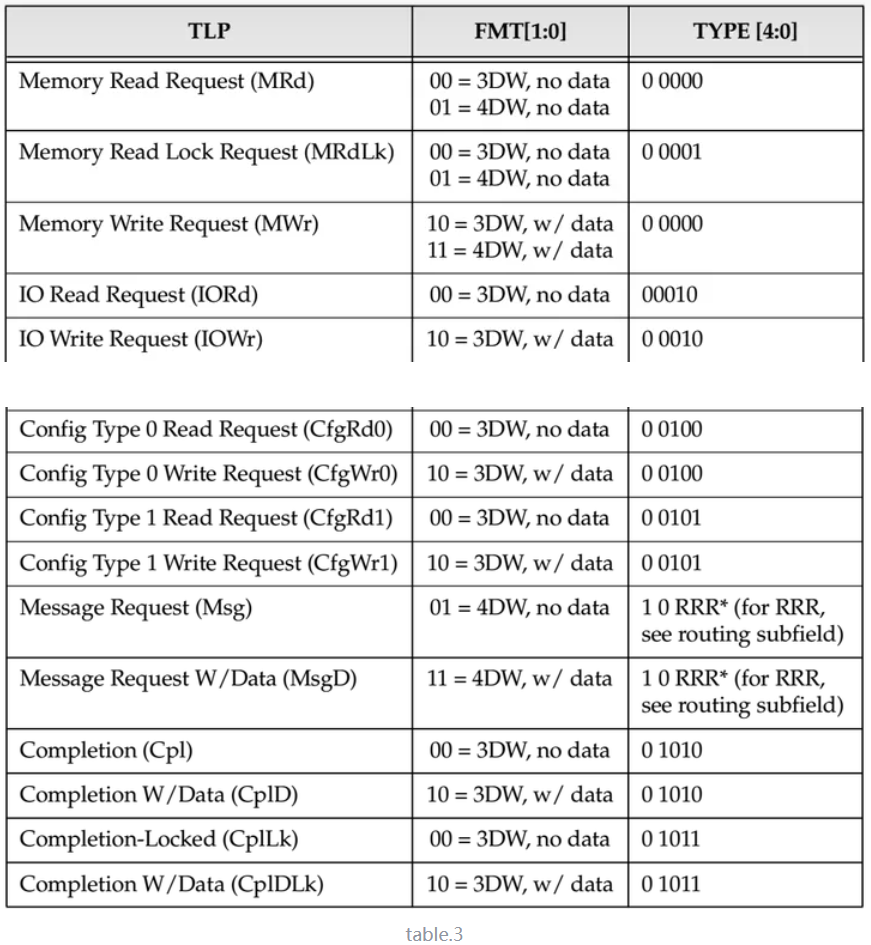 TLP FMT[1:0] TYPE [4:0]
Memory Read Request (MRd) 00 = 3DW, no data 0 0000
01 = 4DW, no data
Memory Read Lock Request (MRdLk) 00 = 3DW, no data 0 0001
01 = 4DW, no data
Memory Write Request (MWr) 10 = 3DW, w/ data 0 0000
11 = 4DW, w/ data
IO Read Request (IORd) 00 = 3DW, no data 00010
IO Write Request (IOWr) 10 = 3DW, w/ data 0 0010
Config Type 0 Read Request (CfgRd0) 00 = 3DW, no data 0 0100
Config Type 0 Write Request (CfgWr0) 10 = 3DW, w/ data 0 0100
Config Type 1 Read Request (CfgRd1) 00 = 3DW, no data 0 0101
Config Type 1 Write Request (CfgWr1) 10 = 3DW, w/ data 0 0101
Message Request (Msg) 01 = 4DW, no data 1 0 RRR* (for RRR,
see routing subfield)
Message Request W/Data (MsgD) 11 = 4DW, w/ data 1 0 RRR* (for RRR,
see routing subfield)
Completion (Cpl) 00 = 3DW, no data 0 1010
Completion W/Data (CplD) 10 = 3DW, w/ data 0 1010
Completion-Locked (CplLk) 00 = 3DW, no data 0 1011
Completion W/Data (CplDLk) 10 = 3DW, w/ data 0 1011
table.3